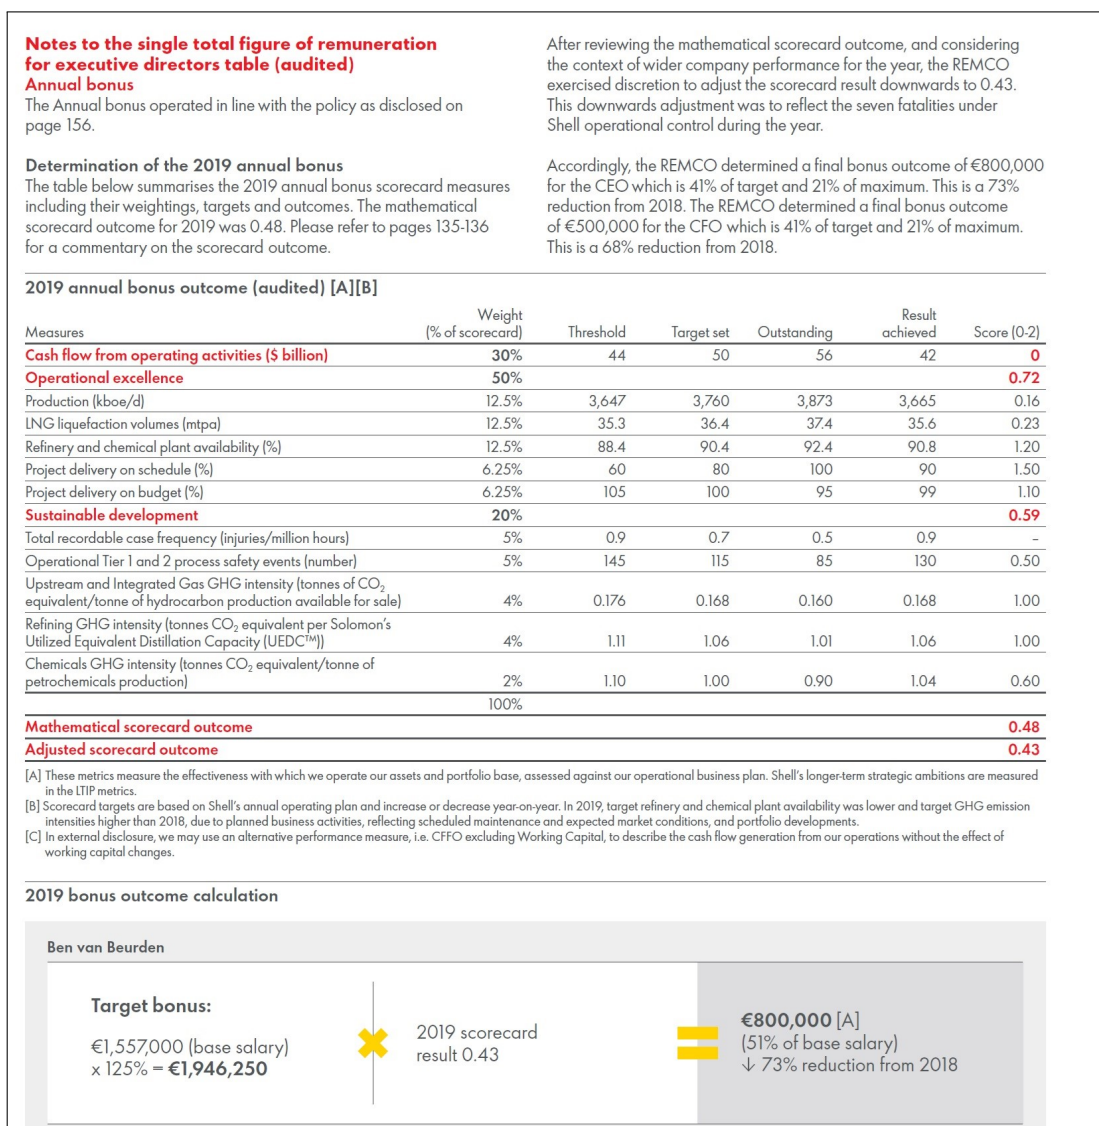 Notes to the single total figure of remuneration
for executive directors table (audited)
Annual bonus
The Annual bonus operated in line with the policy as disclosed on
page 156.
Determination of the 2019 annual bonus
The table below summarises the 2019 annual bonus scorecard measures
including their weightings, targets and outcomes. The mathematical
scorecard outcome for 2019 was 0.48. Please refer to pages 135-136
for a commentary on the scorecard outcome.
After reviewing the mathematical scorecard outcome, and considering
the context of wider company performance for the year, the REMCO
exercised discretion to adjust the scorecard result downwards to 0.43.
This downwards adjustment was to reflect the seven fatalities under
Shell operational control during the year.
Accordingly, the REMCO determined a final bonus outcome of €800,000
for the CEO which is 41% of target and 21% of maximum. This is a 73%
reduction from 2018. The REMCO determined a final bonus outcome
of €500,000 for the CFO which is 41% of target and 21% of maximum.
This is a 68% reduction from 2018.
2019 annual bonus outcome (audited) [A][B]
Measures Weight (% of scorecard) Threshold Target set Outstanding Result achieved Score (0-2)
Cash flow from operating activities ($ billion) 30% 44 50 56 42 0
Operational excellence 50% 0.72
Production (kboe/d) 12.5% 3,647 3,760 3,873 3,665 0.16
LNG liquefaction volumes (mtpa) 12.5% 35.3 36.4 37.4 35.6 0.23
Refinery and chemical plant availability (%) 12.5% 88.4 90.4 92.4 90.8 1.20
Project delivery on schedule (%) 6.25% 60 80 100 90 1.50
Project delivery on budget (%) 6.25% 105 100 95 99 1.10
Sustainable development 20% 0.59
Total recordable case frequency (injuries/million hours) 5% 0.9 0.7 0.5 0.9 –
Operational Tier 1 and 2 process safety events (number) 5% 145 115 85 130 0.50
Upstream and Integrated Gas GHG intensity (tonnes of CO₂
equivalent/tonne of hydrocarbon production available for sale) 4% 0.176 0.168 0.160 0.168 1.00
Refining GHG intensity (tonnes CO₂ equivalent per Solomon's
Utilized Equivalent Distillation Capacity (UEDC™)) 4% 1.11 1.06 1.01 1.06 1.00
Chemicals GHG intensity (tonnes CO₂ equivalent/tonne of
petrochemicals production) 2% 1.10 1.00 0.90 1.04 0.60
100%
Mathematical scorecard outcome 0.48
Adjusted scorecard outcome 0.43
[A] These metrics measure the effectiveness with which we operate our assets and portfolio base, assessed against our operational business plan. Shell's longer-term strategic ambitions are measured
in the LTIP metrics.
[B] Scorecard targets are based on Shell's annual operating plan and increase or decrease year-on-year. In 2019, target refinery and chemical plant availability was lower and target GHG emission
intensities higher than 2018, due to planned business activities, reflecting scheduled maintenance and expected market conditions, and portfolio developments.
[C] In external disclosure, we may use an alternative performance measure, i.e. CFFO excluding Working Capital, to describe the cash flow generation from our operations without the effect of
working capital changes.
2019 bonus outcome calculation
Ben van Beurden
Target bonus:
€1,557,000 (base salary)
x 125% = €1,946,250
2019 scorecard
result 0.43
€800,000 [A]
(51% of base salary)
↓ 73% reduction from 2018